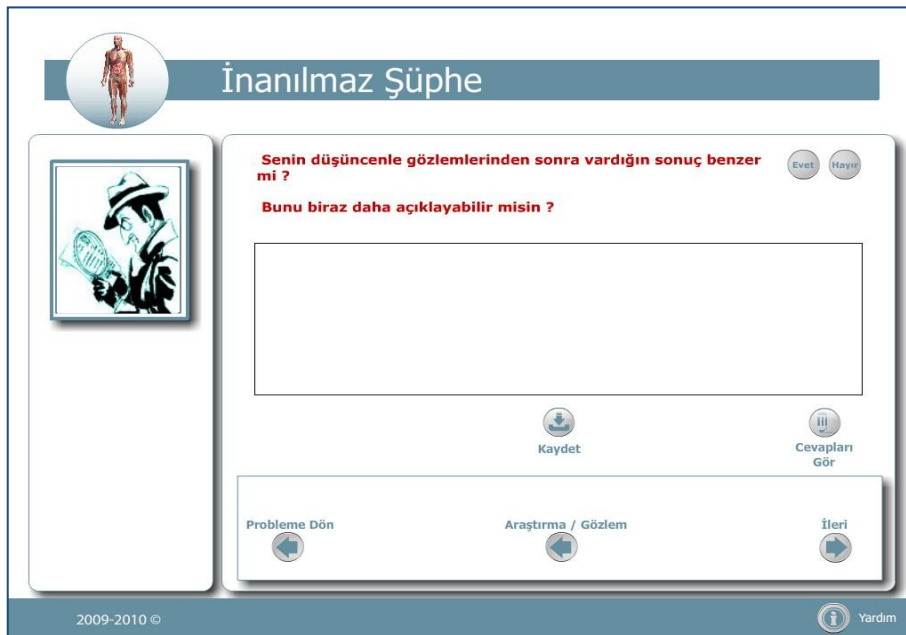 İnanılmaz Şüphe
Senin düşüncenle gözlemlerinden sonra vardığın sonuç benzer
mi ?
Evet
Hayır
Bunu biraz daha açıklayabilir misin ?
Kaydet
Cevapları
Gör
Probleme Dön
Araştırma / Gözlem
İleri
2009-2010 ©
Yardım